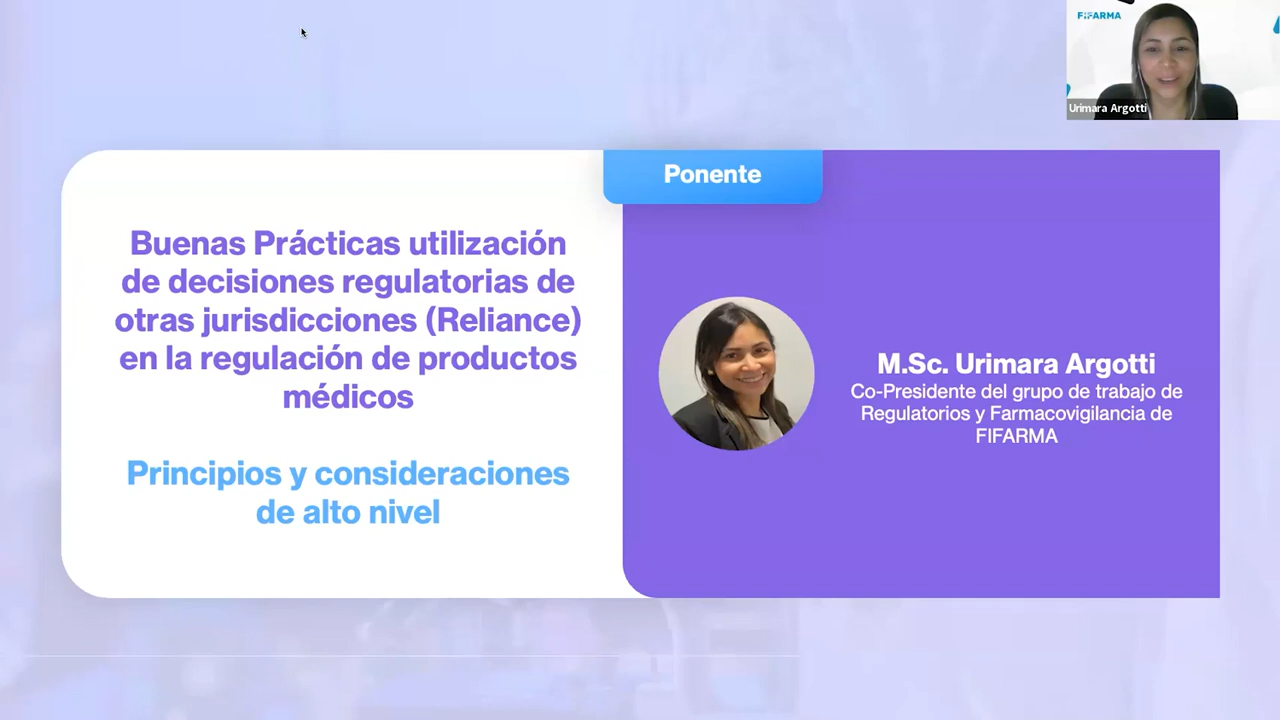 FIFARMA
Urimara Argotti
Ponente
Buenas Prácticas utilización
de decisiones regulatorias de
otras jurisdicciones (Reliance)
en la regulación de productos
médicos
Principios y consideraciones
de alto nivel
M.Sc. Urimara Argotti
Co-Presidente del grupo de trabajo de
Regulatorios y Farmacovigilancia de
FIFARMA